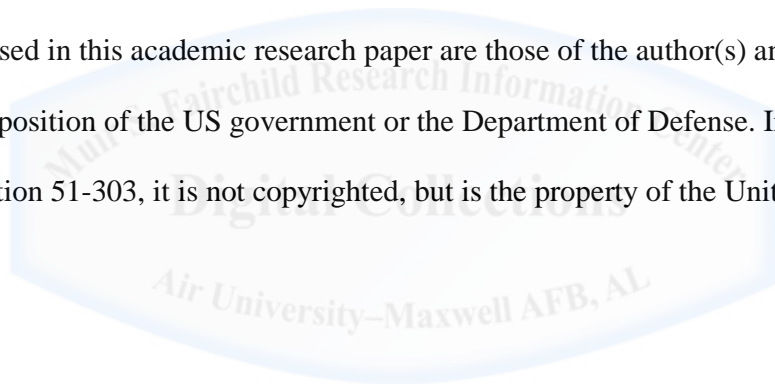 sed in this academic research paper are those of the author(s) ar
Muir S. Fairchild Research Information Center
position of the US government or the Department of Defense. I
tion 51-303, it is not copyrighted, but is the property of the Unit
Digital Collections
Air University–Maxwell AFB, AL